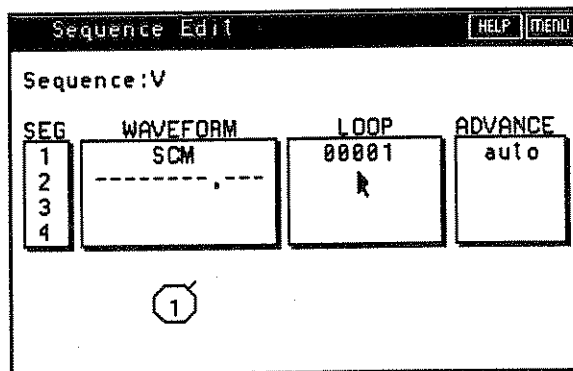 Sequence Edit HELP MENU
Sequence:V
SEG WAVEFORM LOOP ADVANCE
1 SCM 00001 auto
2 --------.---
3
4
1